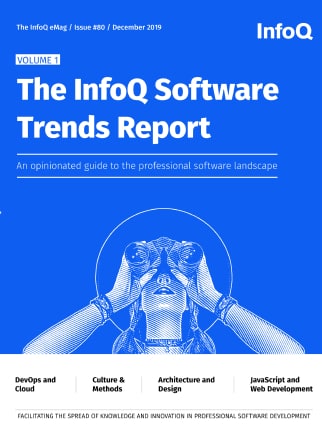 The InfoQ eMag / Issue #80 / December 2019
InfoQ
VOLUME 1
The InfoQ Software
Trends Report
An opinionated guide to the professional software landscape
DevOps and
Cloud
Culture &
Methods
Architecture and
Design
JavaScript and
Web Development
FACILITATING THE SPREAD OF KNOWLEDGE AND INNOVATION IN PROFESSIONAL SOFTWARE DEVELOPMENT